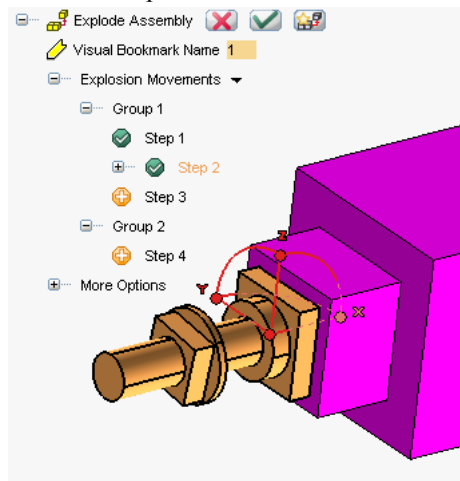 Explode Assembly
Visual Bookmark Name 1
Explosion Movements
Group 1
Step 1
Step 2
Step 3
Group 2
Step 4
More Options
Z
Y
X